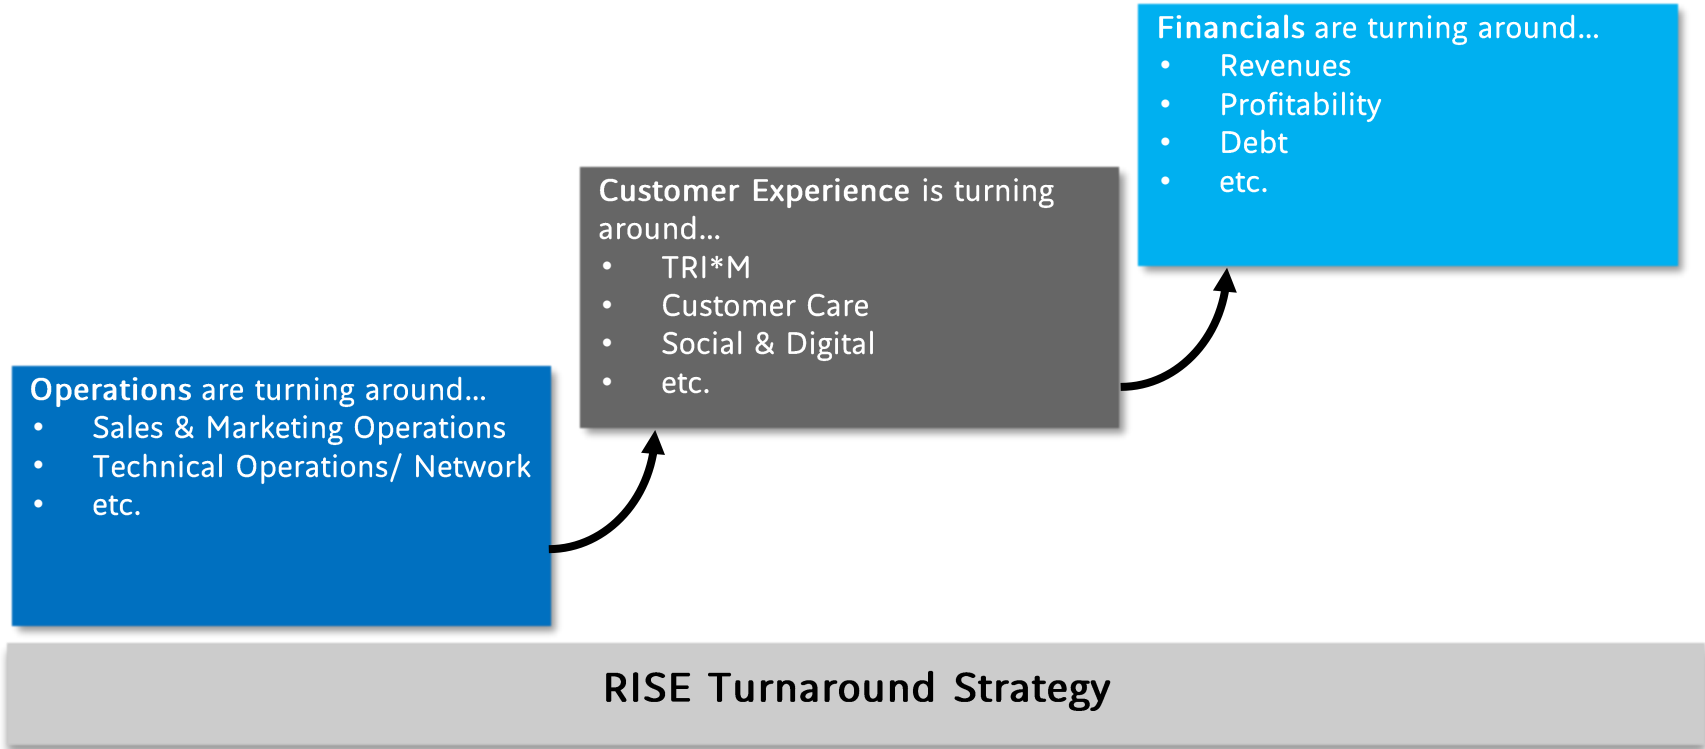 Financials are turning around...
• Revenues
• Profitability
• Debt
• etc.
Customer Experience is turning
around...
• TRI*M
• Customer Care
• Social & Digital
• etc.
Operations are turning around...
• Sales & Marketing Operations
• Technical Operations/ Network
• etc.
RISE Turnaround Strategy